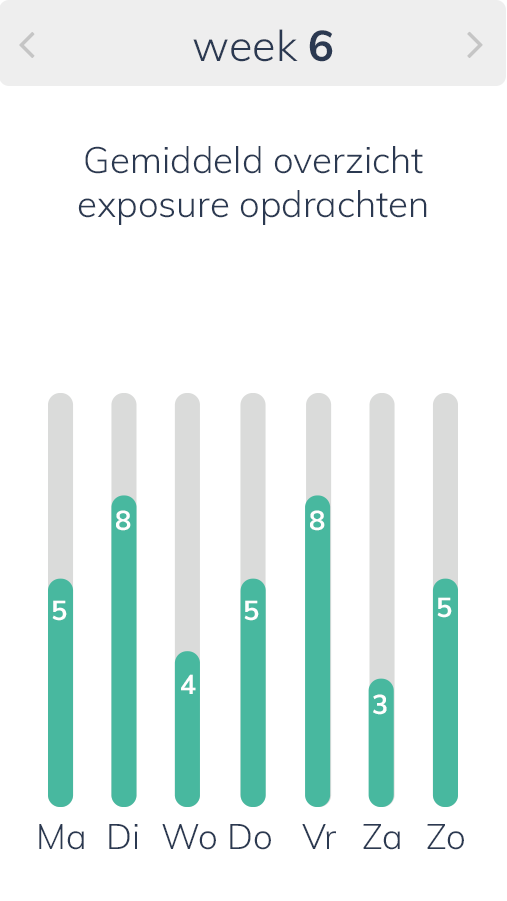 week 6
Gemiddeld overzicht
exposure opdrachten
8 8
5 5 5
4
3
Ma Di Wo Do Vr Za Zo